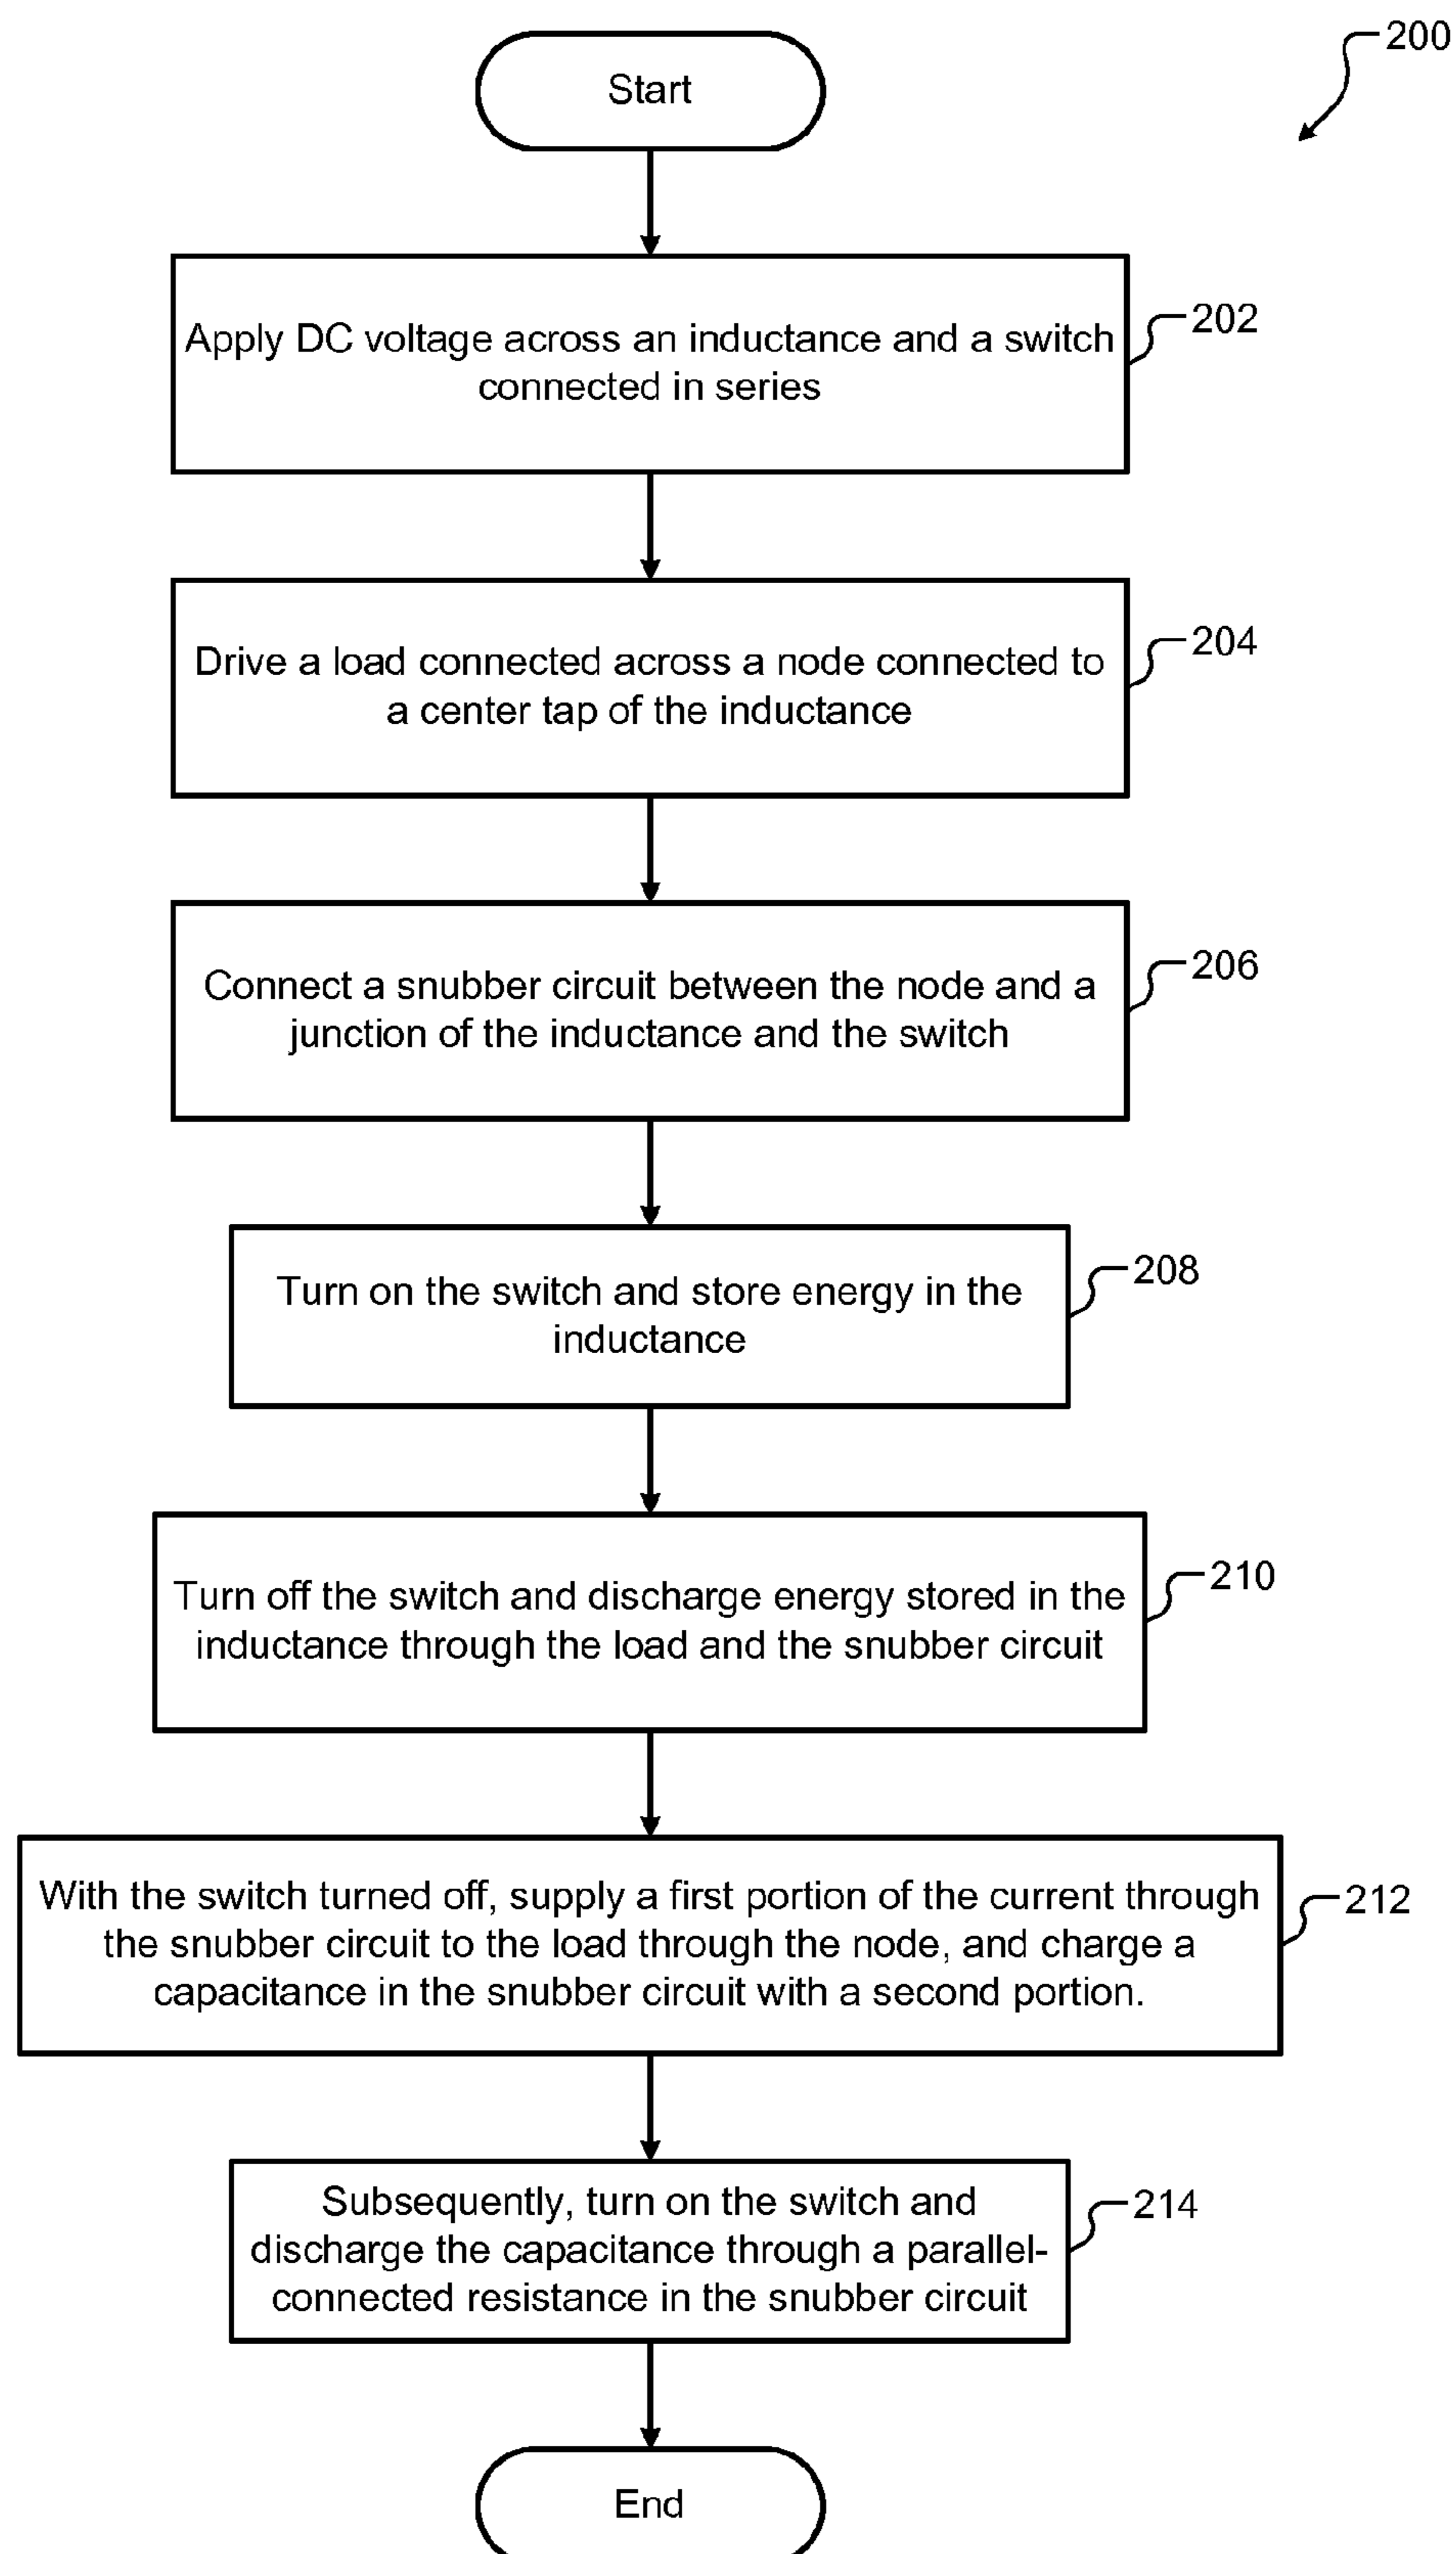 200
Start
Apply DC voltage across an inductance and a switch
connected in series
202
Drive a load connected across a node connected to
a center tap of the inductance
204
Connect a snubber circuit between the node and a
junction of the inductance and the switch
206
Turn on the switch and store energy in the
inductance
208
Turn off the switch and discharge energy stored in the
inductance through the load and the snubber circuit
210
With the switch turned off, supply a first portion of the current through
the snubber circuit to the load through the node, and charge a
capacitance in the snubber circuit with a second portion.
212
Subsequently, turn on the switch and
discharge the capacitance through a parallel-
connected resistance in the snubber circuit
214
End